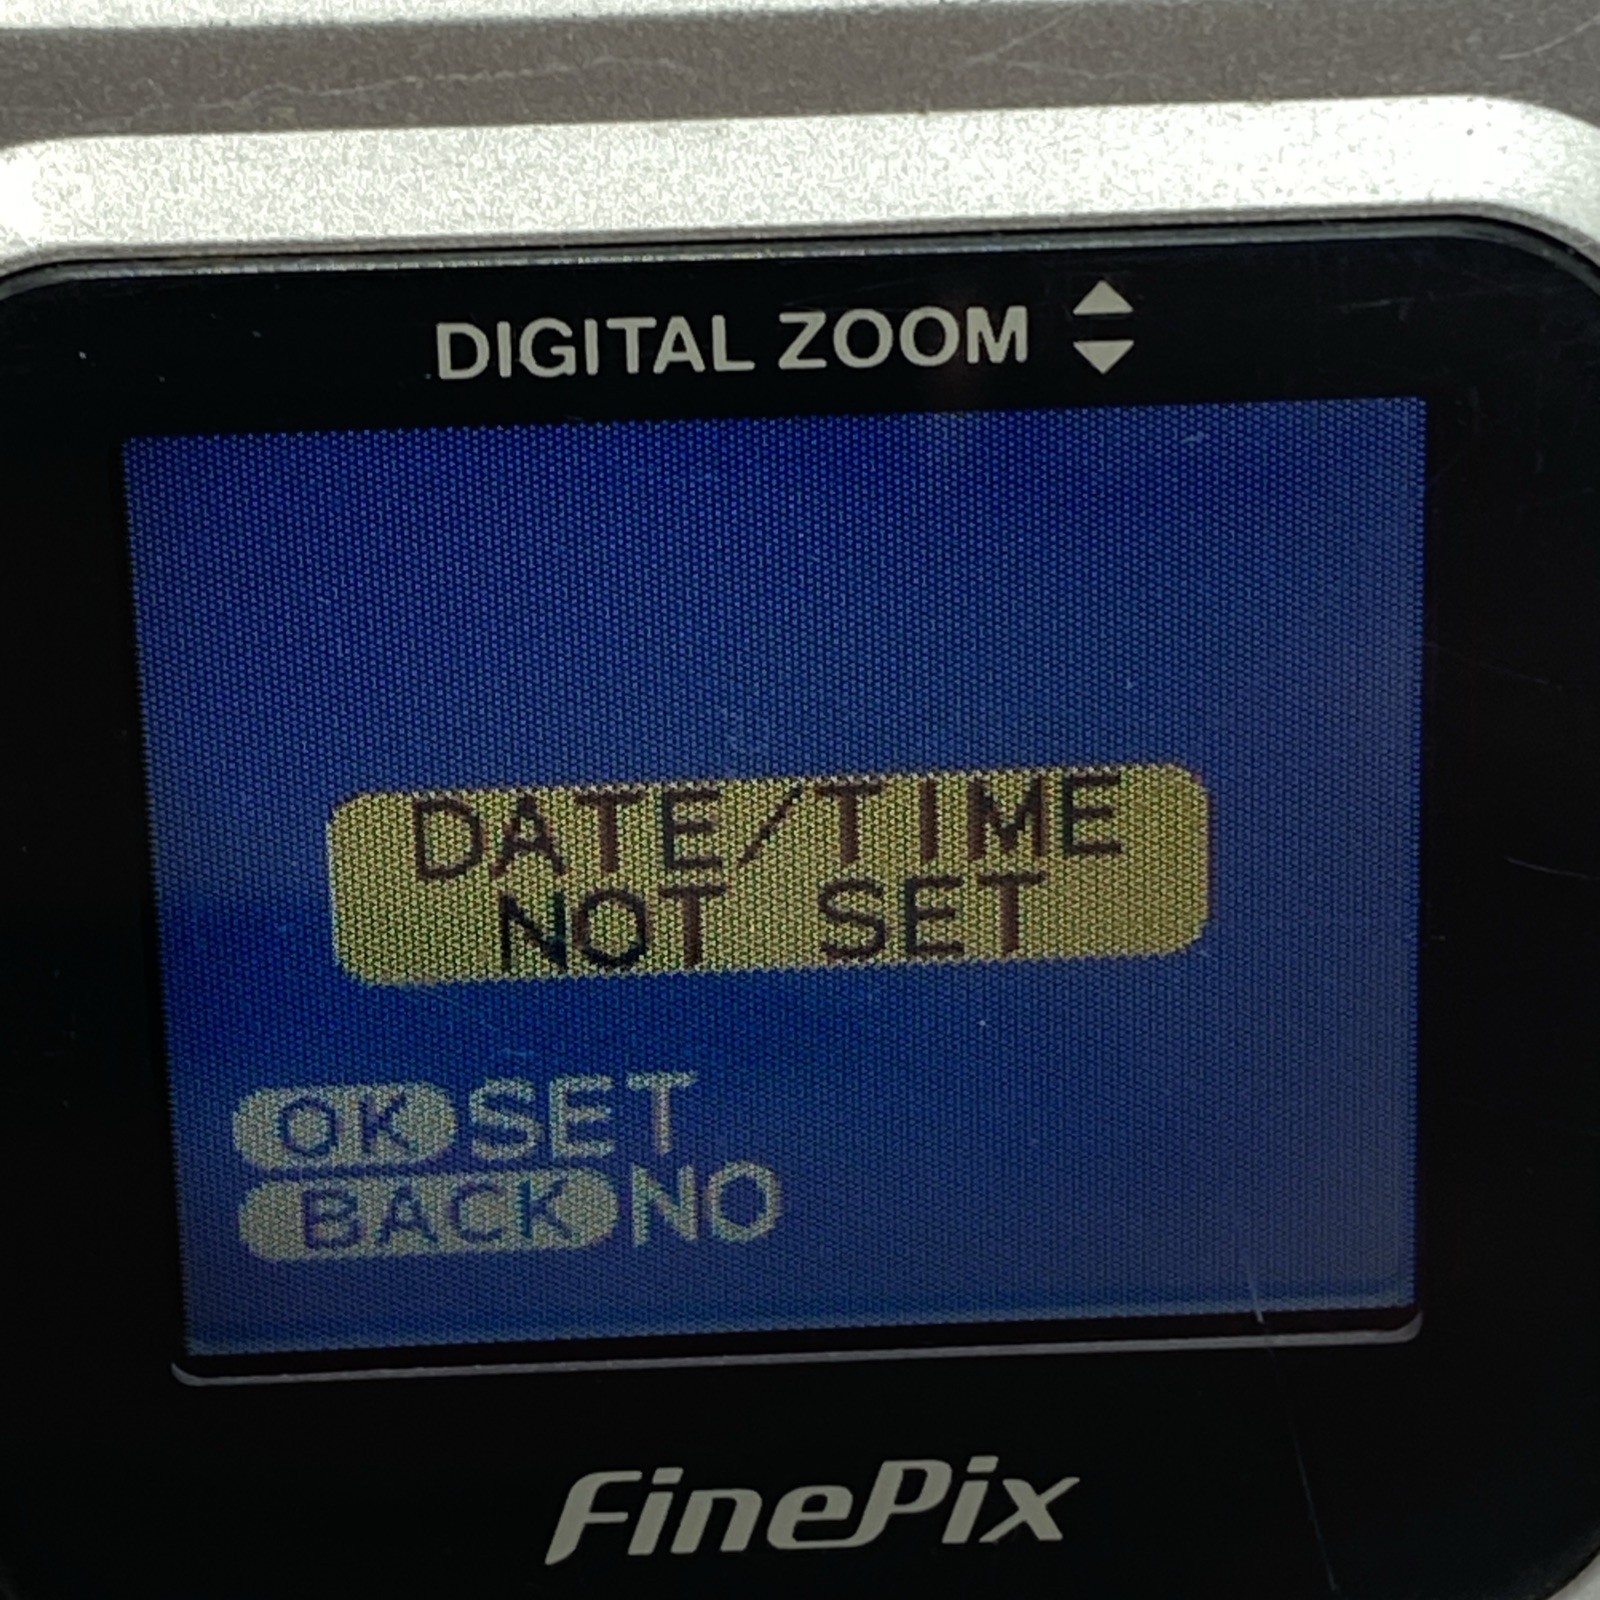 DIGITAL ZOOM
DATE/TIME
NOT SET
OK SET
BACK NO
FinePix